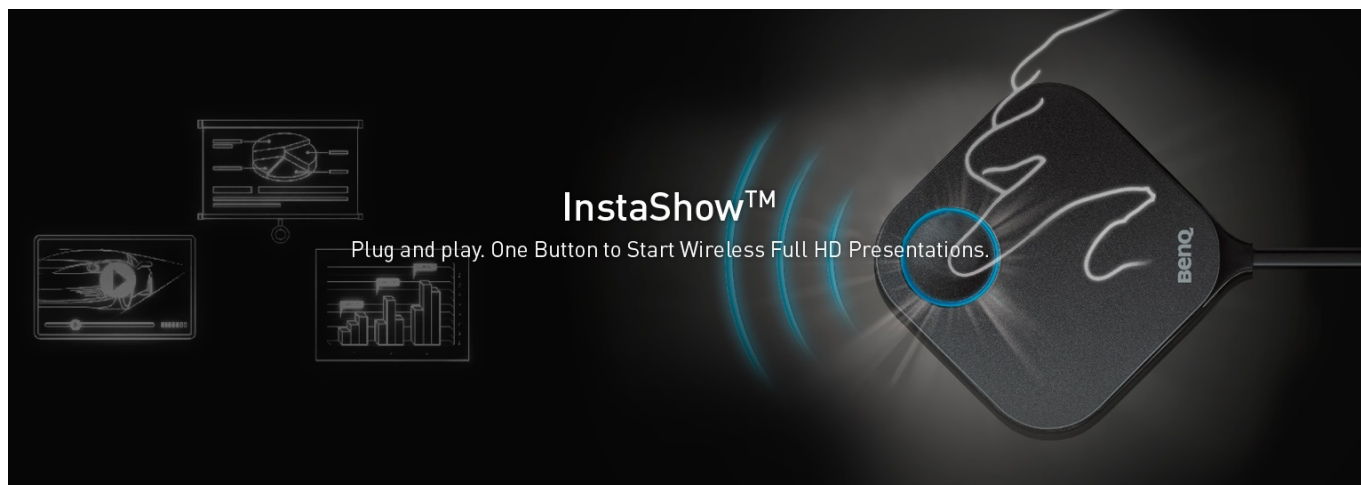 InstaShow™
Plug and play. One Button to Start Wireless Full HD Presentations.
BenQ